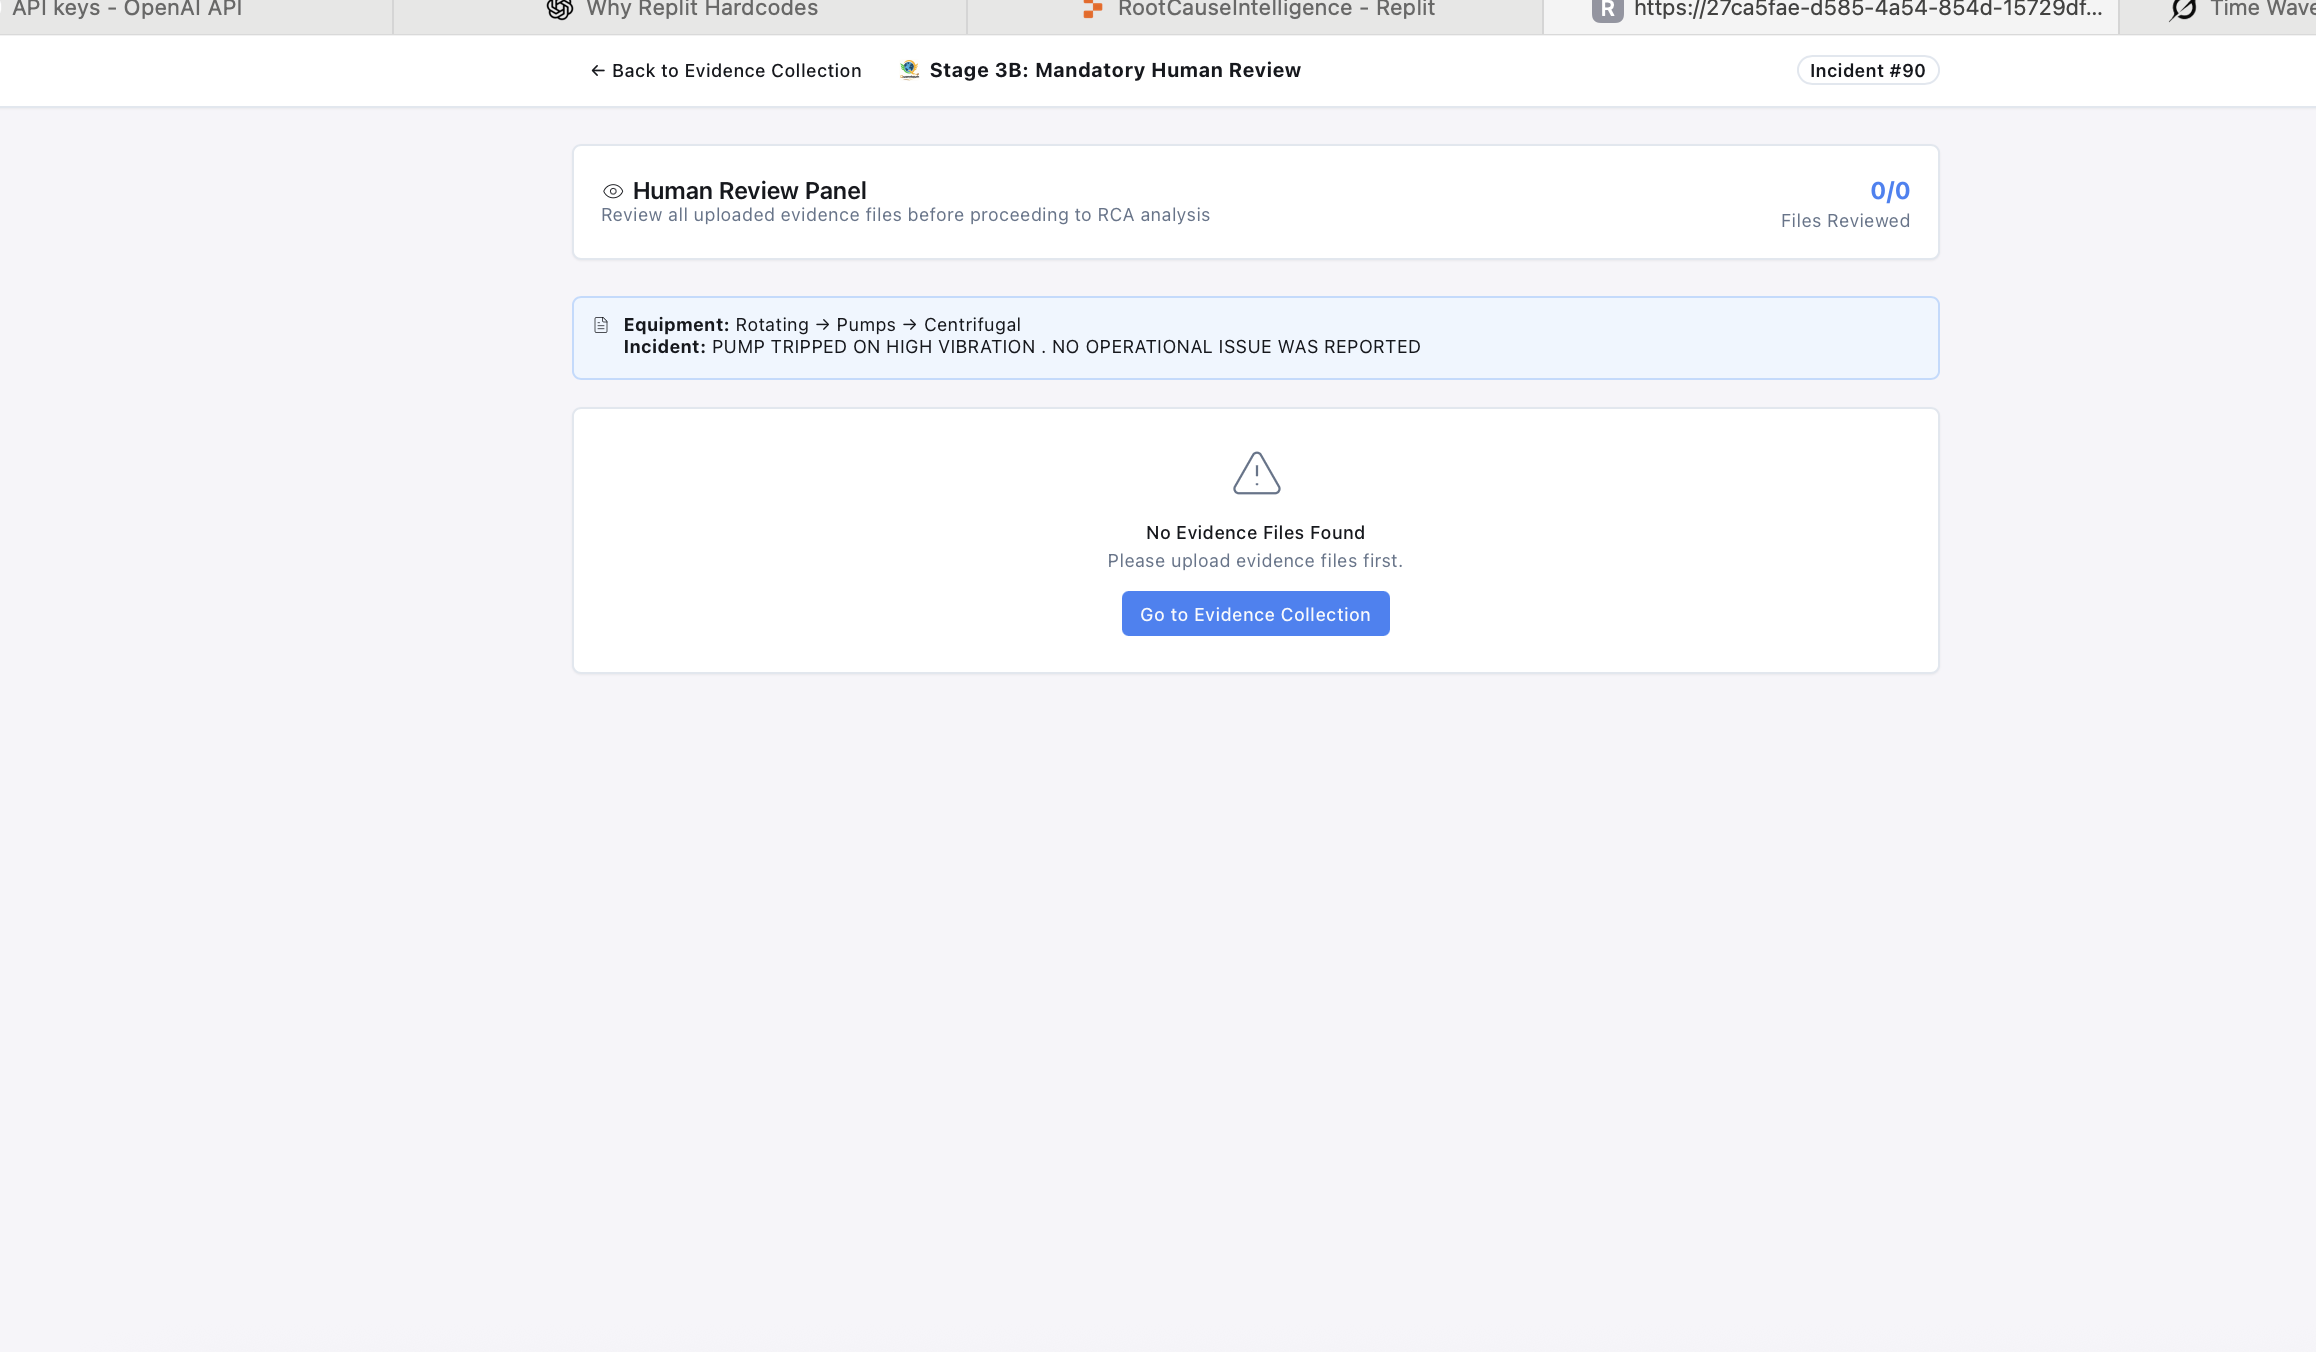 API keys - OpenAI API
Why Replit Hardcodes
RootCauseIntelligence - Replit
R
https://27ca5fae-d585-4a54-854d-15729df...
Time Wave
← Back to Evidence Collection
Stage 3B: Mandatory Human Review
Incident #90
Human Review Panel
Review all uploaded evidence files before proceeding to RCA analysis
0/0
Files Reviewed
Equipment: Rotating → Pumps → Centrifugal
Incident: PUMP TRIPPED ON HIGH VIBRATION . NO OPERATIONAL ISSUE WAS REPORTED
No Evidence Files Found
Please upload evidence files first.
Go to Evidence Collection